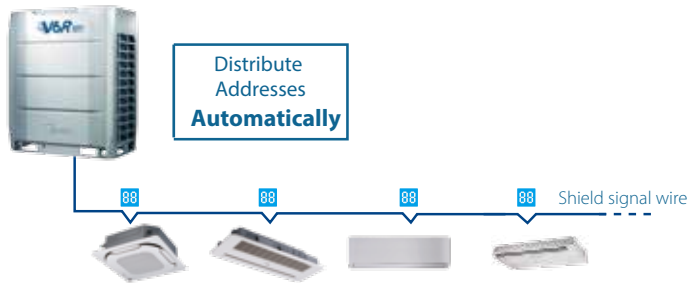 V6R
Distribute
Addresses
Automatically
88 88 88 88 Shield signal wire